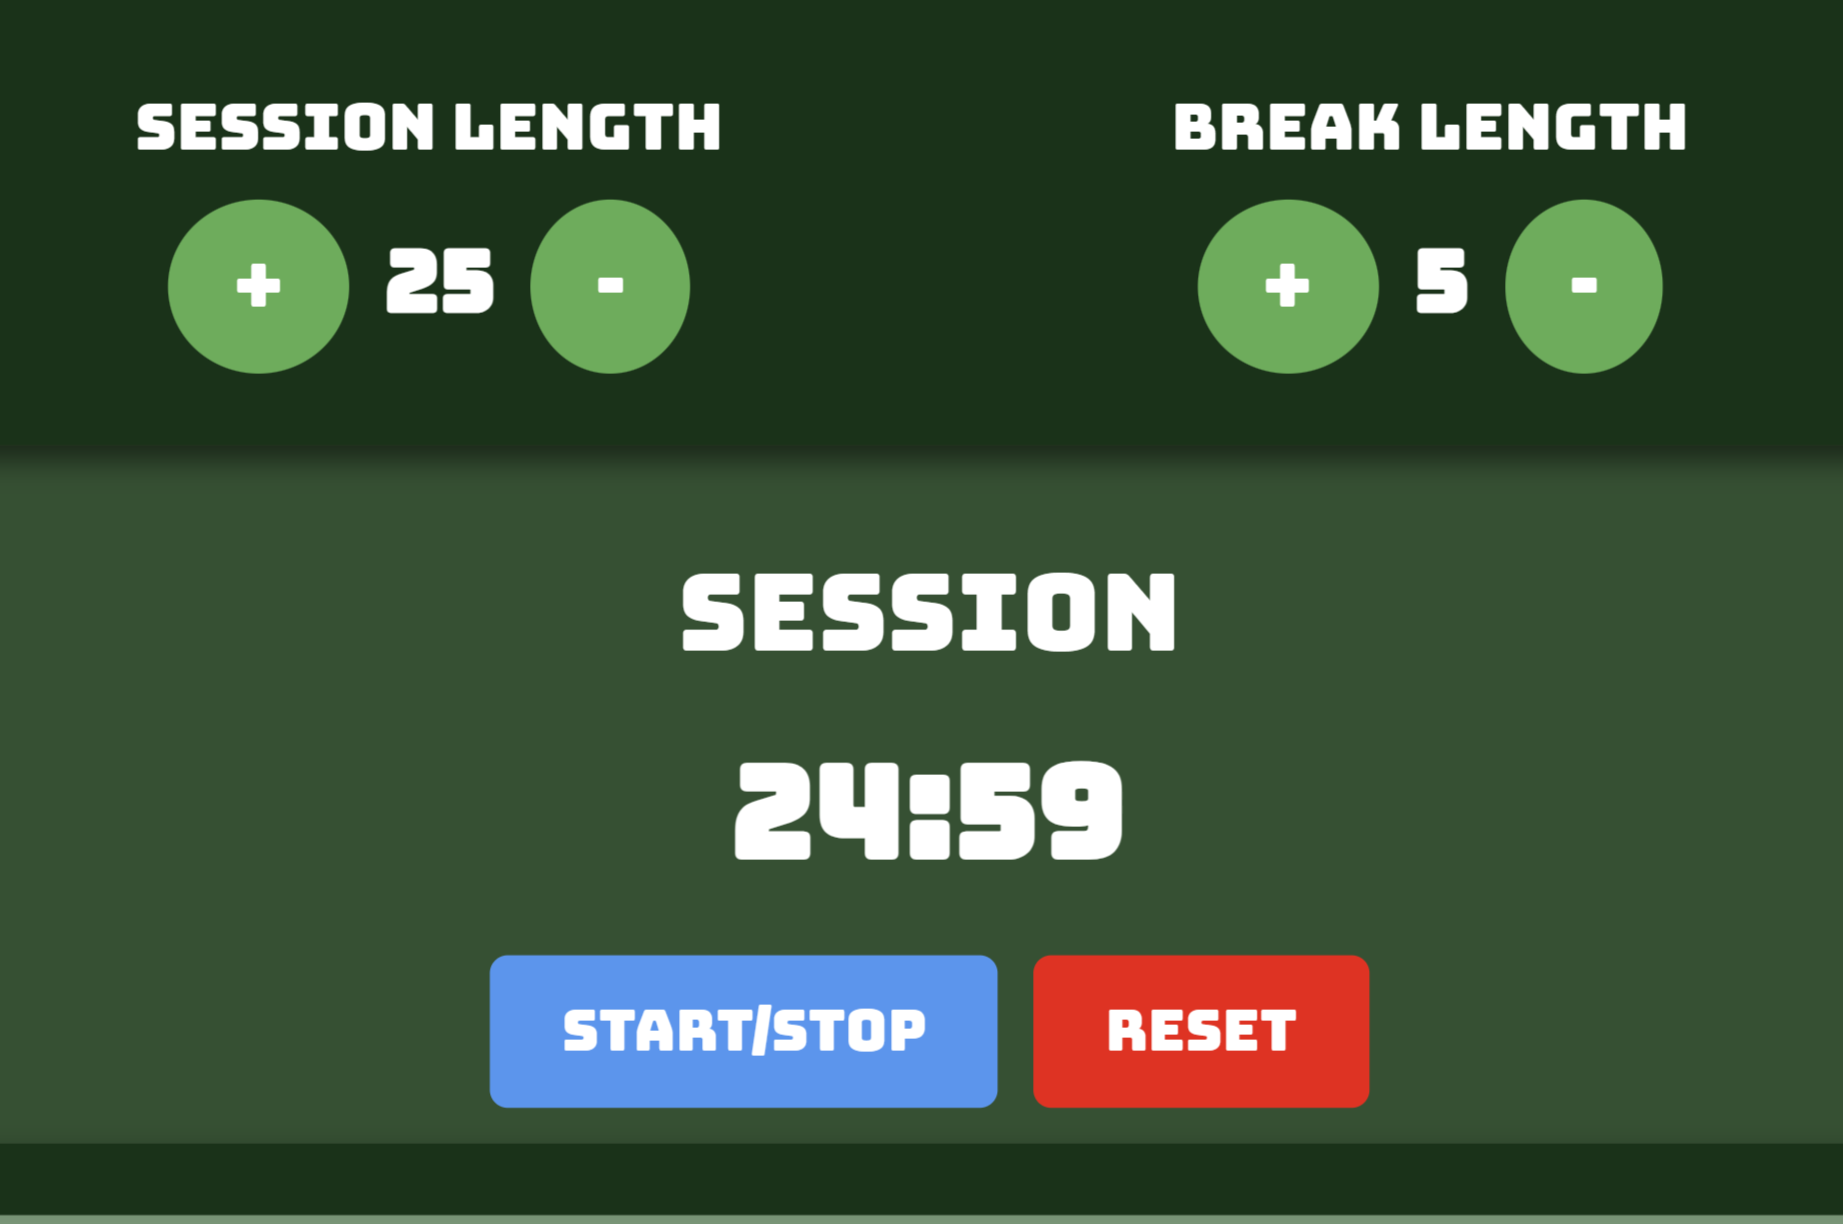 SESSION LENGTH
+ 25 -
BREAK LENGTH
+ 5 -
SESSION
24:59
START/STOP
RESET